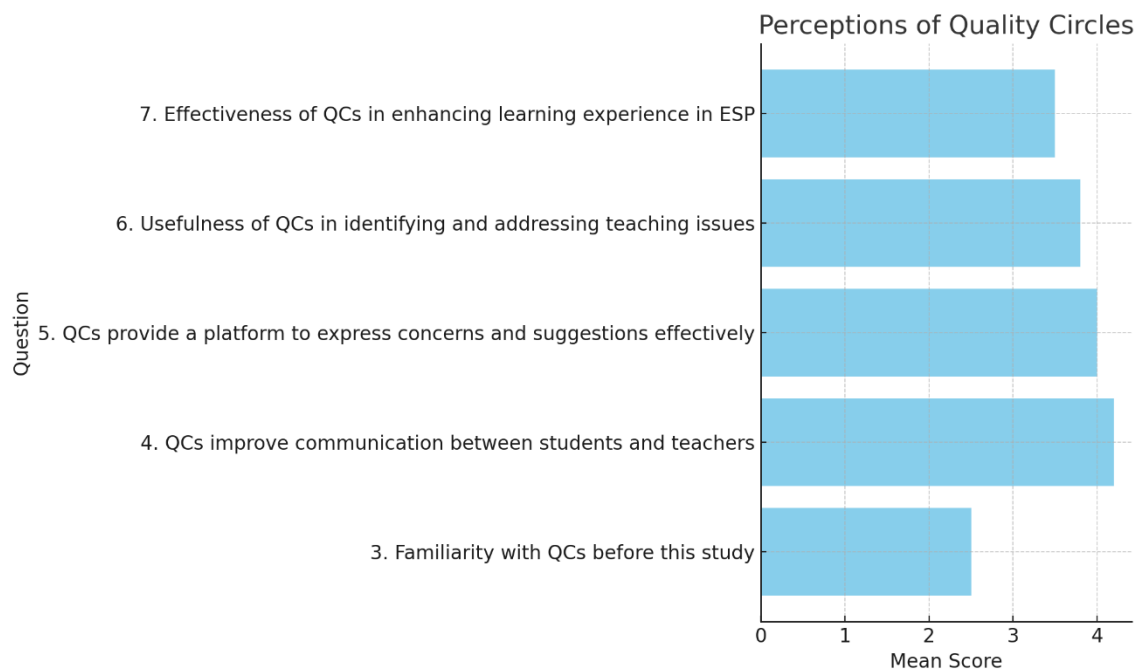 Perceptions of Quality Circles
7. Effectiveness of QCs in enhancing learning experience in ESP
6. Usefulness of QCs in identifying and addressing teaching issues
5. QCs provide a platform to express concerns and suggestions effectively
4. QCs improve communication between students and teachers
3. Familiarity with QCs before this study
Question
0 1 2 3 4
Mean Score